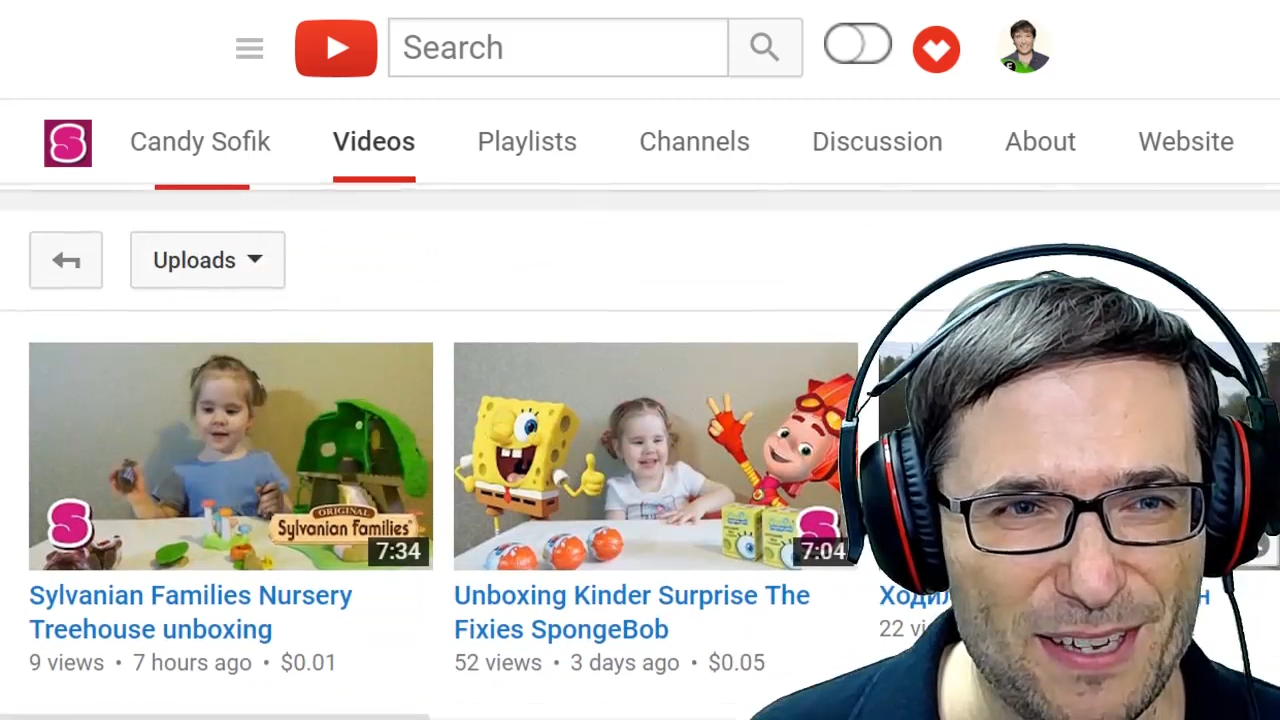 Search
S Candy Sofik Videos Playlists Channels Discussion About Website
Uploads
S
ORIGINAL
Sylvanian Families
7:34
S
7:04
Sylvanian Families Nursery
Treehouse unboxing
9 views • 7 hours ago • $0.01
Unboxing Kinder Surprise The
Fixies SpongeBob
52 views • 3 days ago • $0.05
22